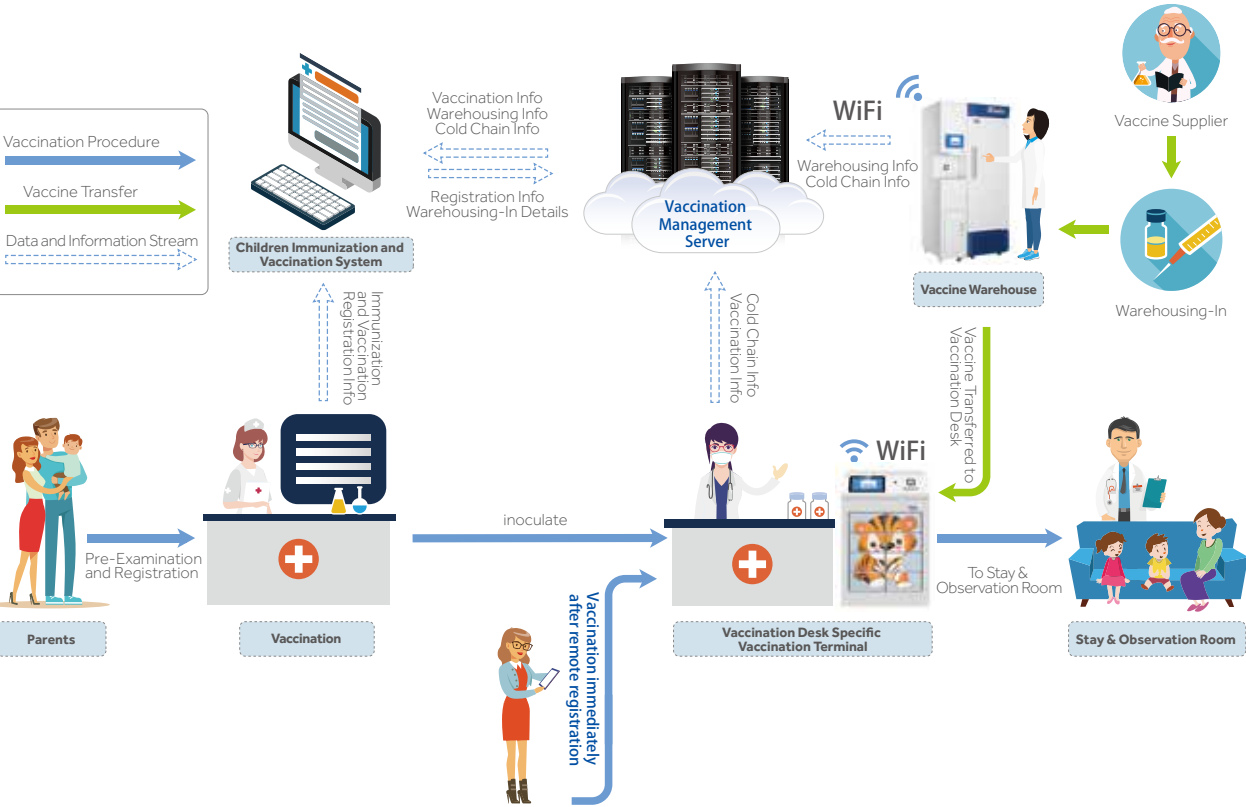 Vaccination Procedure
Vaccine Transfer
Data and Information Stream
Children Immunization and
Vaccination System
Vaccination Info
Warehousing Info
Cold Chain Info
Registration Info
Warehousing-In Details
Vaccination
Management
Server
WiFi
Warehousing Info
Cold Chain Info
Vaccine Warehouse
Vaccine Supplier
Warehousing-In
Immunization
and Vaccination
Registration Info
Cold Chain Info
Vaccination Info
Vaccine Transferred to
Vaccination Desk
WiFi
Parents
Pre-Examination
and Registration
Vaccination
inoculate
Vaccination immediately
after remote registration
Vaccination Desk Specific
Vaccination Terminal
To Stay &
Observation Room
Stay & Observation Room